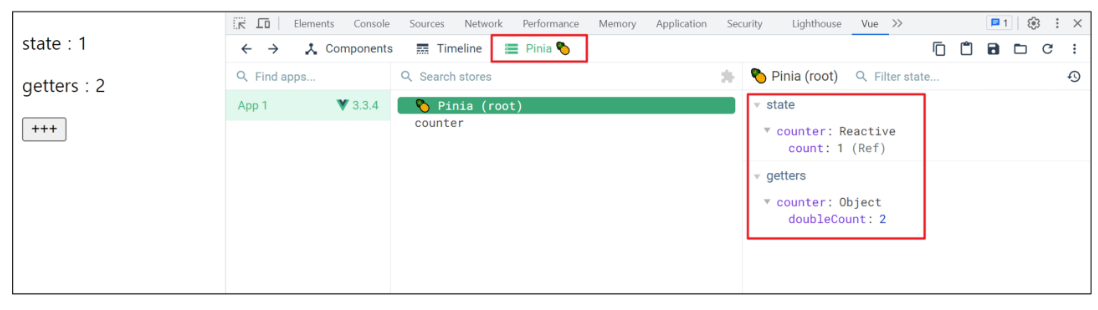 state : 1
getters : 2
+++
Elements Console Sources Network Performance Memory Application Security Lighthouse Vue 1
Components Timeline Pinia
Find apps...
App 1 3.3.4
Search stores
Pinia (root)
counter
Pinia (root) Filter state...
state
counter: Reactive
count: 1 (Ref)
getters
counter: Object
doubleCount: 2